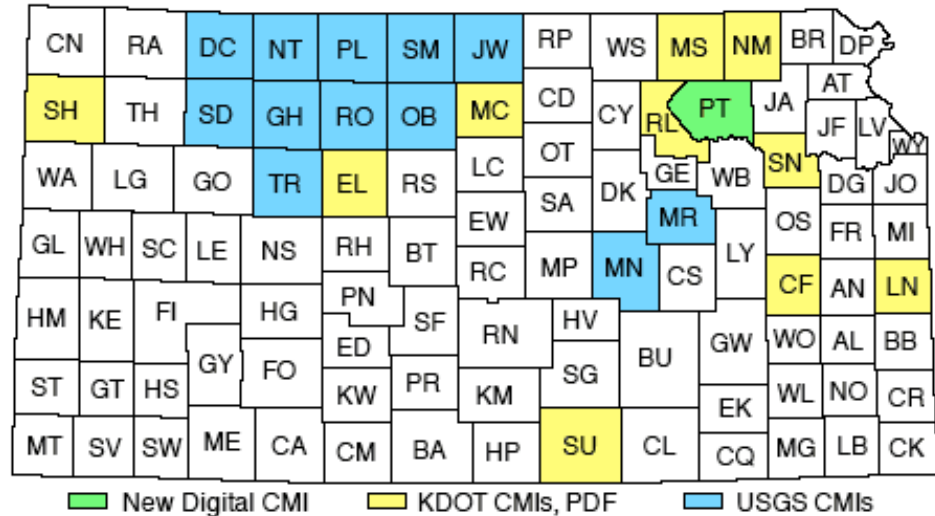 CN RA DC NT PL SM JW RP WS MS NM BR DP
SH TH SD GH RO OB MC CD CY RL PT JA AT JF LV WY
WA LG GO TR EL RS LC OT SA DK GE WB SN DG JO
GL WH SC LE NS RH BT EW RC MP MN MR CS LY OS FR MI
HM KE FI HG PN SF RN HV CF AN LN
GY ED BU GW WO AL BB
ST GT HS FO KW PR KM SG EK WL NO CR
MT SV SW ME CA CM BA HP SU CL CQ MG LB CK
New Digital CMI KDOT CMIs, PDF USGS CMIs